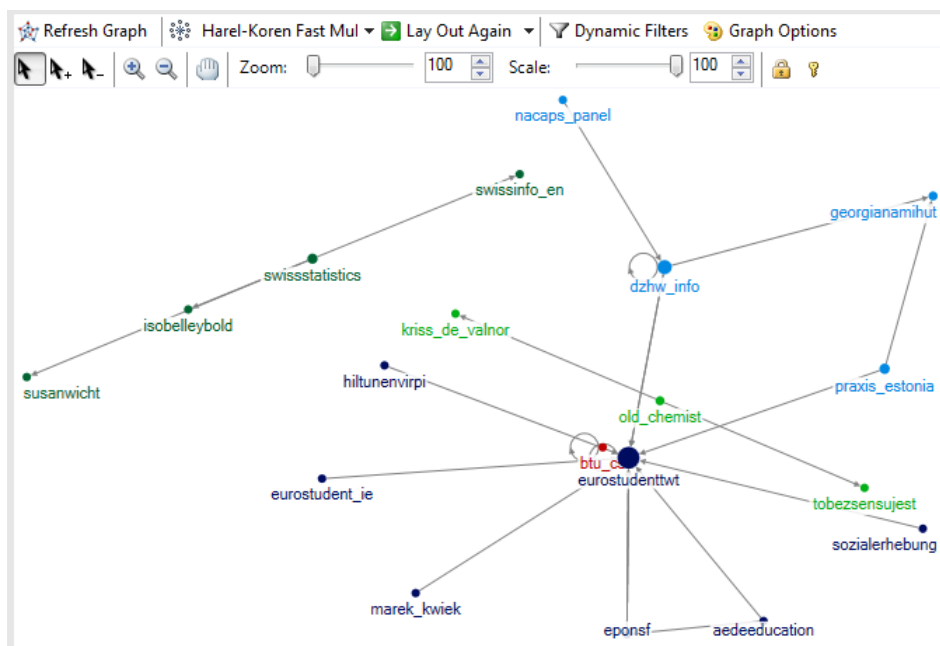 Refresh Graph Harel-Koren Fast Mul Lay Out Again Dynamic Filters Graph Options
Zoom: 100 Scale: 100
nacaps_panel
swissinfo_en
georgianamihut
swissstatistics
dzhw_info
isobelleybold
kriss_de_valnor
hiltunenvirpi
susanwicht
praxis_estonia
old_chemist
btu_cs
eurostudenttwt
eurostudent_ie
tobezsensujest
sozialerhebung
marek_kwiek
eponsf
aedeeducation